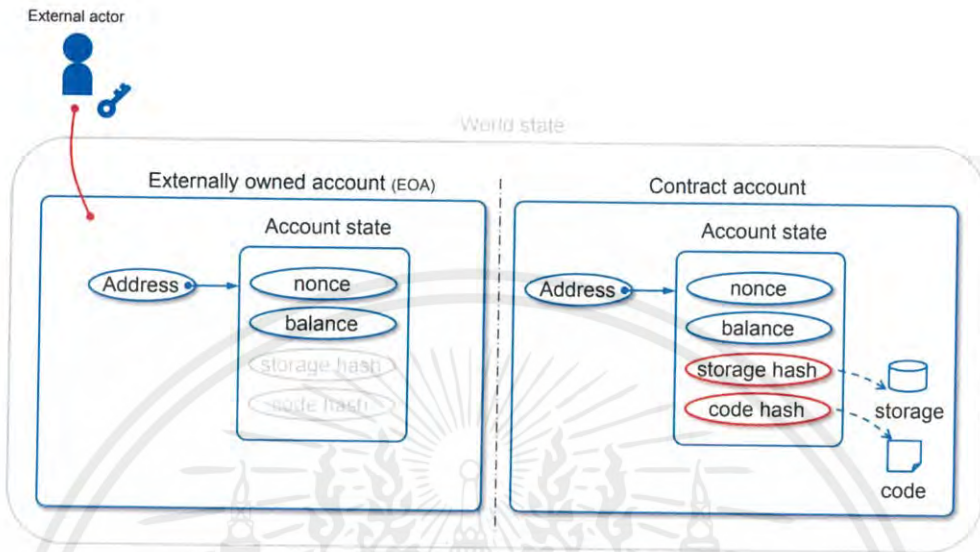 External actor
World state
Externally owned account (EOA)
Account state
Address
nonce
balance
storage hash
code hash
Contract account
Account state
Address
nonce
balance
storage hash
code hash
storage
code